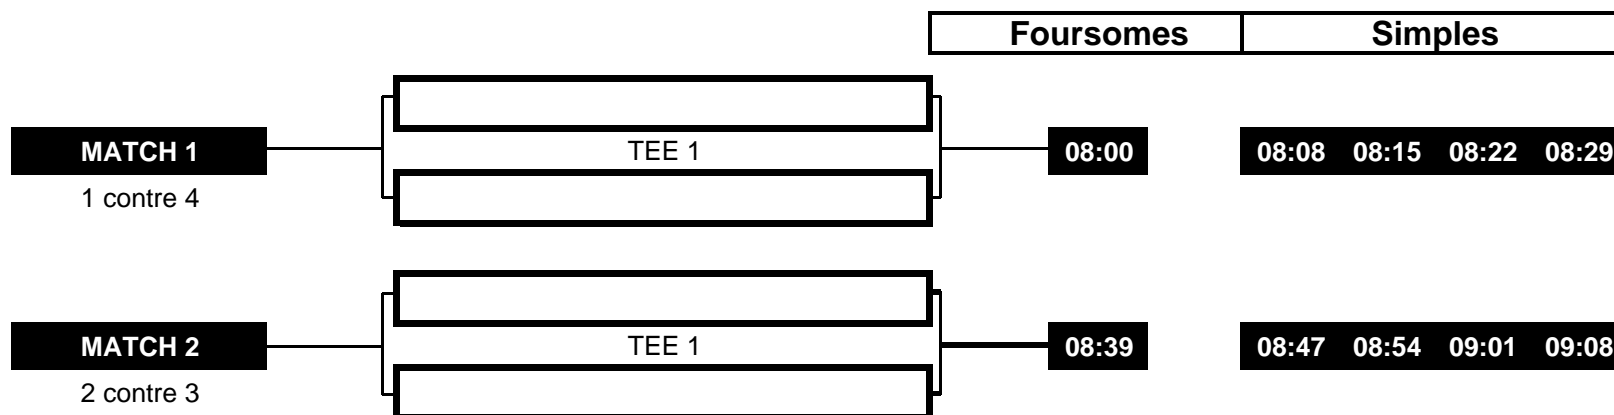 Foursomes Simples
MATCH 1 TEE 1 08:00 08:08 08:15 08:22 08:29
1 contre 4
MATCH 2 TEE 1 08:39 08:47 08:54 09:01 09:08
2 contre 3